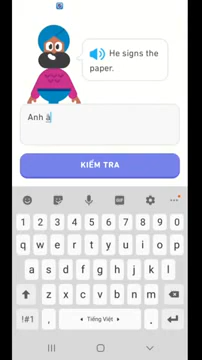 He signs the
paper.
Anh à
KIỂM TRA
GIF
1 2 3 4 5 6 7 8 9 0
q w e r t y u i o p
a s d f g h j k l
z x c v b n m
!#1 , Tiếng Việt .